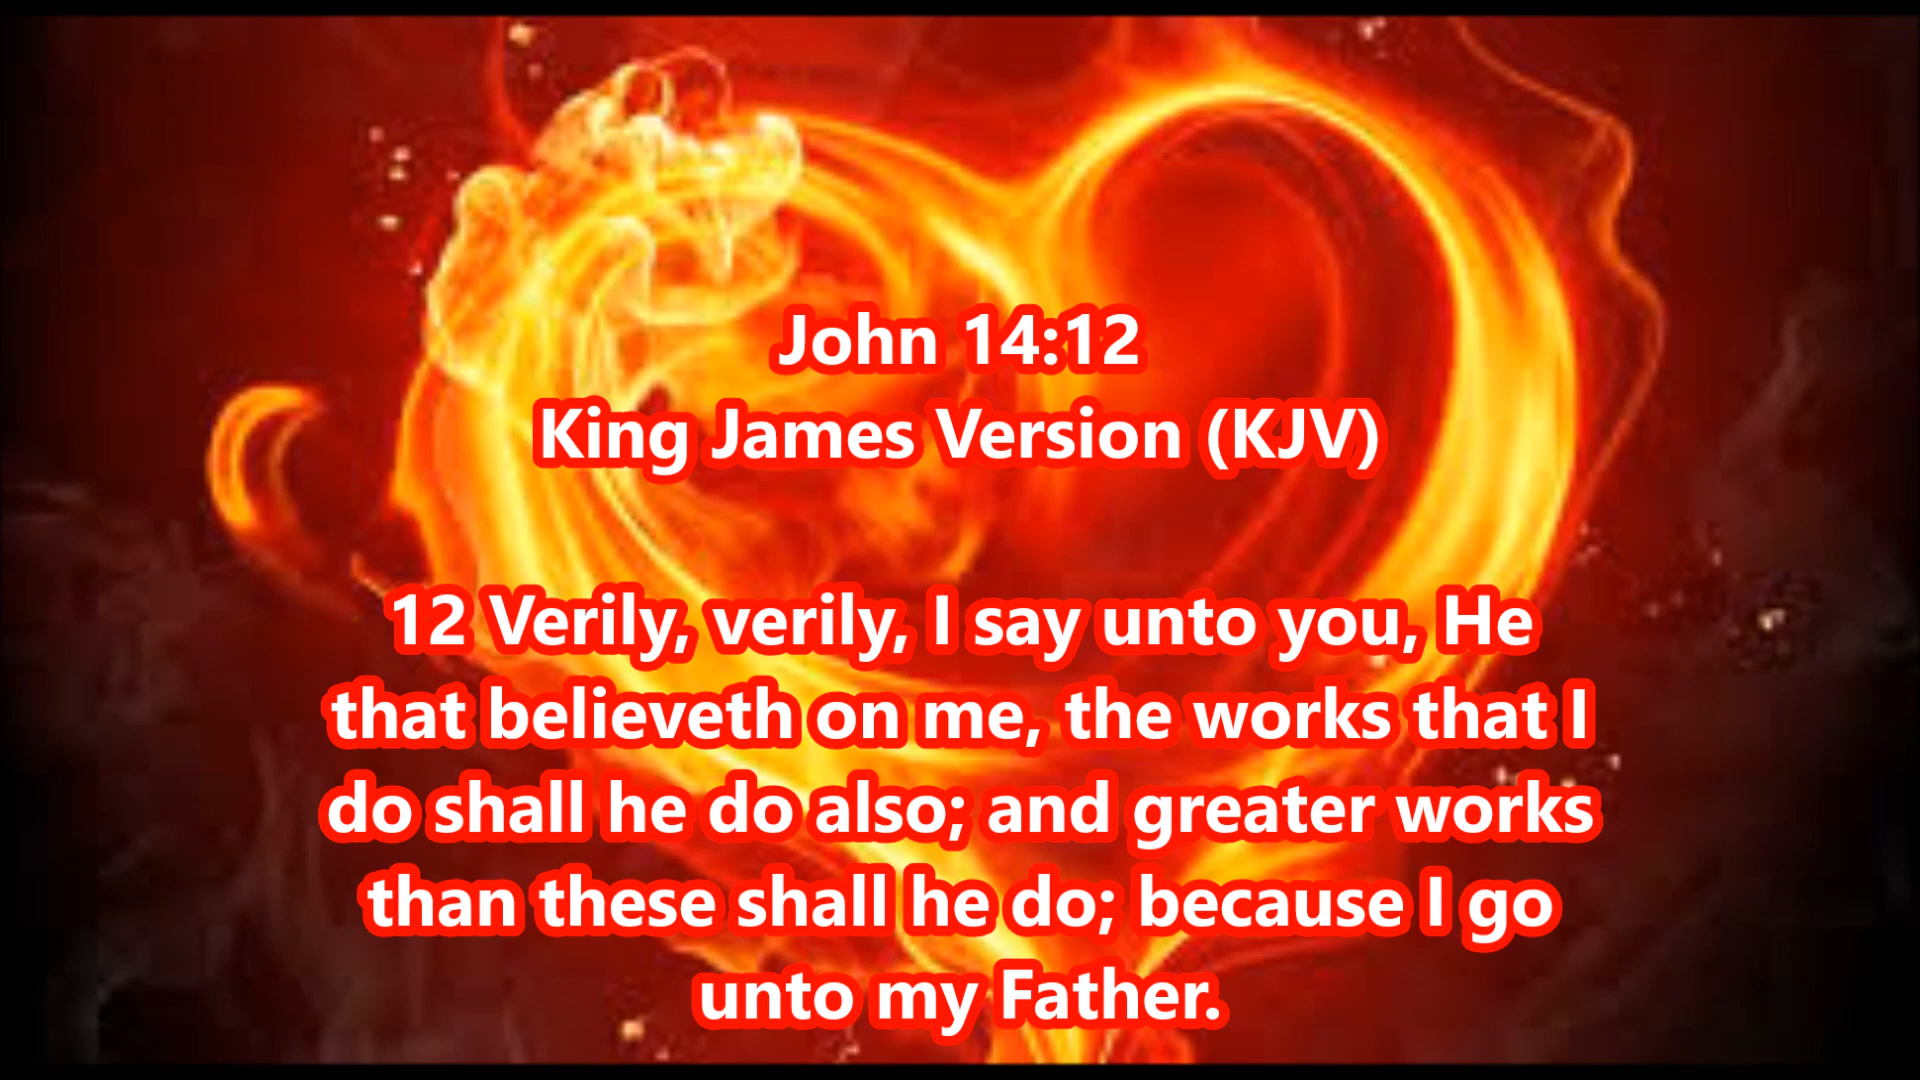 John 14:12
King James Version (KJV)
12 Verily, verily, I say unto you, He
that believeth on me, the works that I
do shall he do also; and greater works
than these shall he do; because I go
unto my Father.